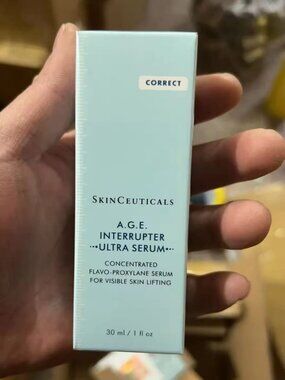 CORRECT
SKINCEUTICALS
A.G.E.
INTERRUPTER
ULTRA SERUM
CONCENTRATED
FLAVO-PROXYLANE SERUM
FOR VISIBLE SKIN LIFTING
30 ml / 1 fl oz